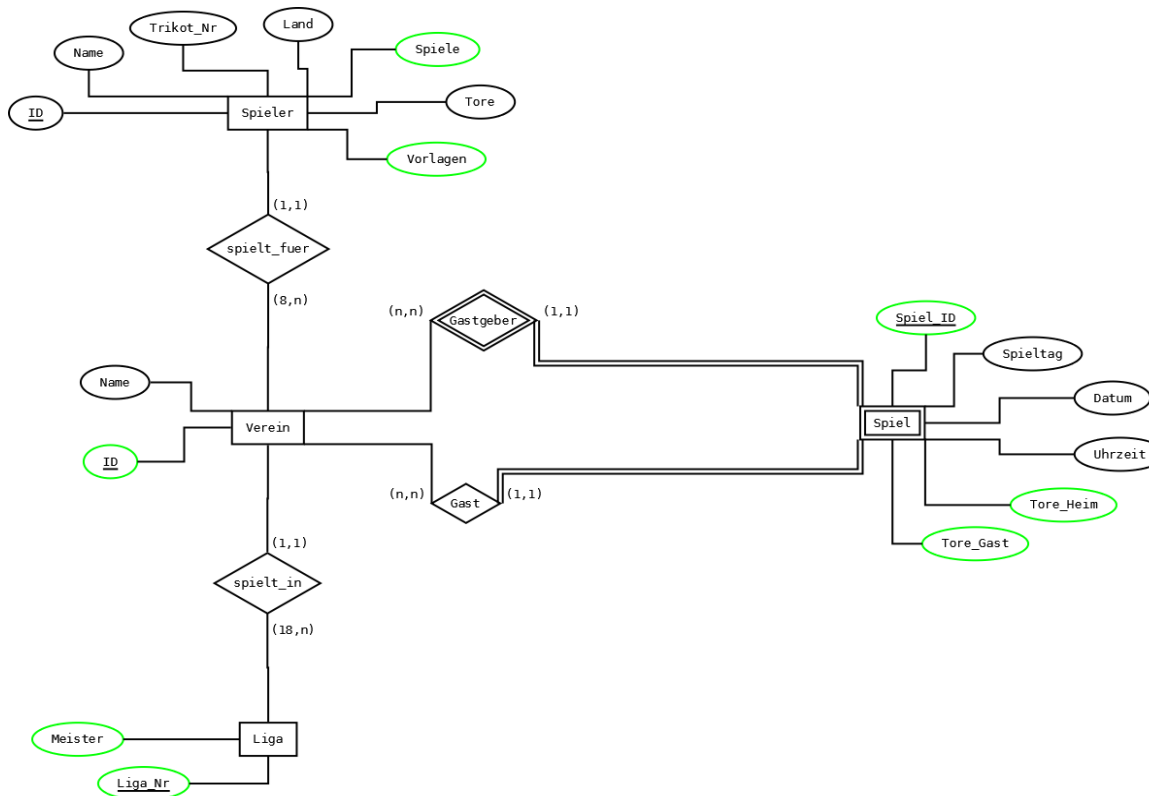 Land
Trikot_Nr
Name
Spiele
Tore
ID
Spieler
Vorlagen
(1,1)
spielt_fuer
(8,n)
(n,n)
Gastgeber
(1,1)
Spiel_ID
Spieltag
Name
Datum
Verein
Spiel
ID
Uhrzeit
(n,n)
Gast
(1,1)
Tore_Heim
Tore_Gast
(1,1)
spielt_in
(18,n)
Meister
Liga
Liga_Nr